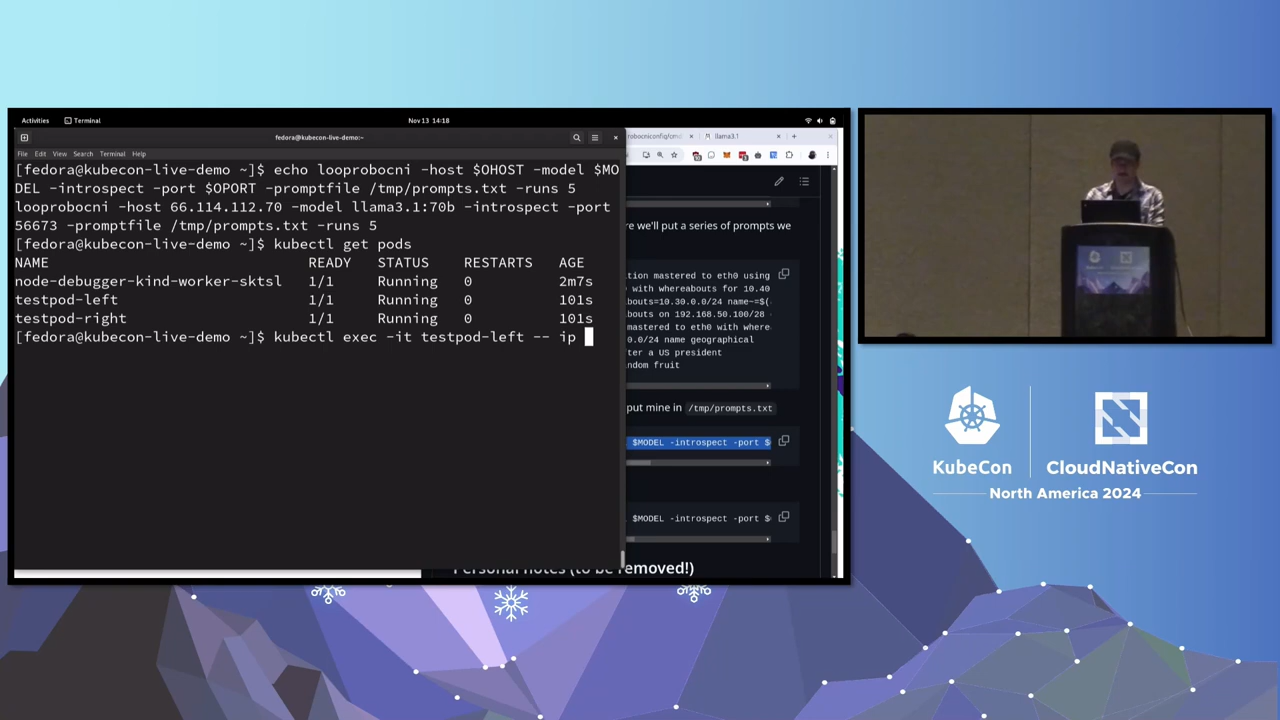 Activities
Terminal
Nov 13 14:18
fedora@kubecon-live-demo:~
File Edit View Search Terminal Help
[fedora@kubecon-live-demo ~]$ echo looprobocni -host $OHOST -model $MO
DEL -introspect -port $OPORT -promptfile /tmp/prompts.txt -runs 5
looprobocni -host 66.114.112.70 -model llama3.1:70b -introspect -port
56673 -promptfile /tmp/prompts.txt -runs 5
[fedora@kubecon-live-demo ~]$ kubectl get pods
NAME READY STATUS RESTARTS AGE
node-debugger-kind-worker-sktsl 1/1 Running 0 2m7s
testpod-left 1/1 Running 0 101s
testpod-right 1/1 Running 0 101s
[fedora@kubecon-live-demo ~]$ kubectl exec -it testpod-left -- ip
robocniconfig/cmd
llama3.1
re we'll put a series of prompts we
tion mastered to eth0 using
with whereabouts for 10.40
abouts=10.30.0.0/24 name~=$(
abouts on 192.168.50.100/28
mastered to eth0 with where
0.0/24 name geographical
fter a US president
ndom fruit
put mine in /tmp/prompts.txt
$MODEL -introspect -port $
$MODEL -introspect -port $
Personal notes (to be removed!)
KubeCon
CloudNativeCon
North America 2024